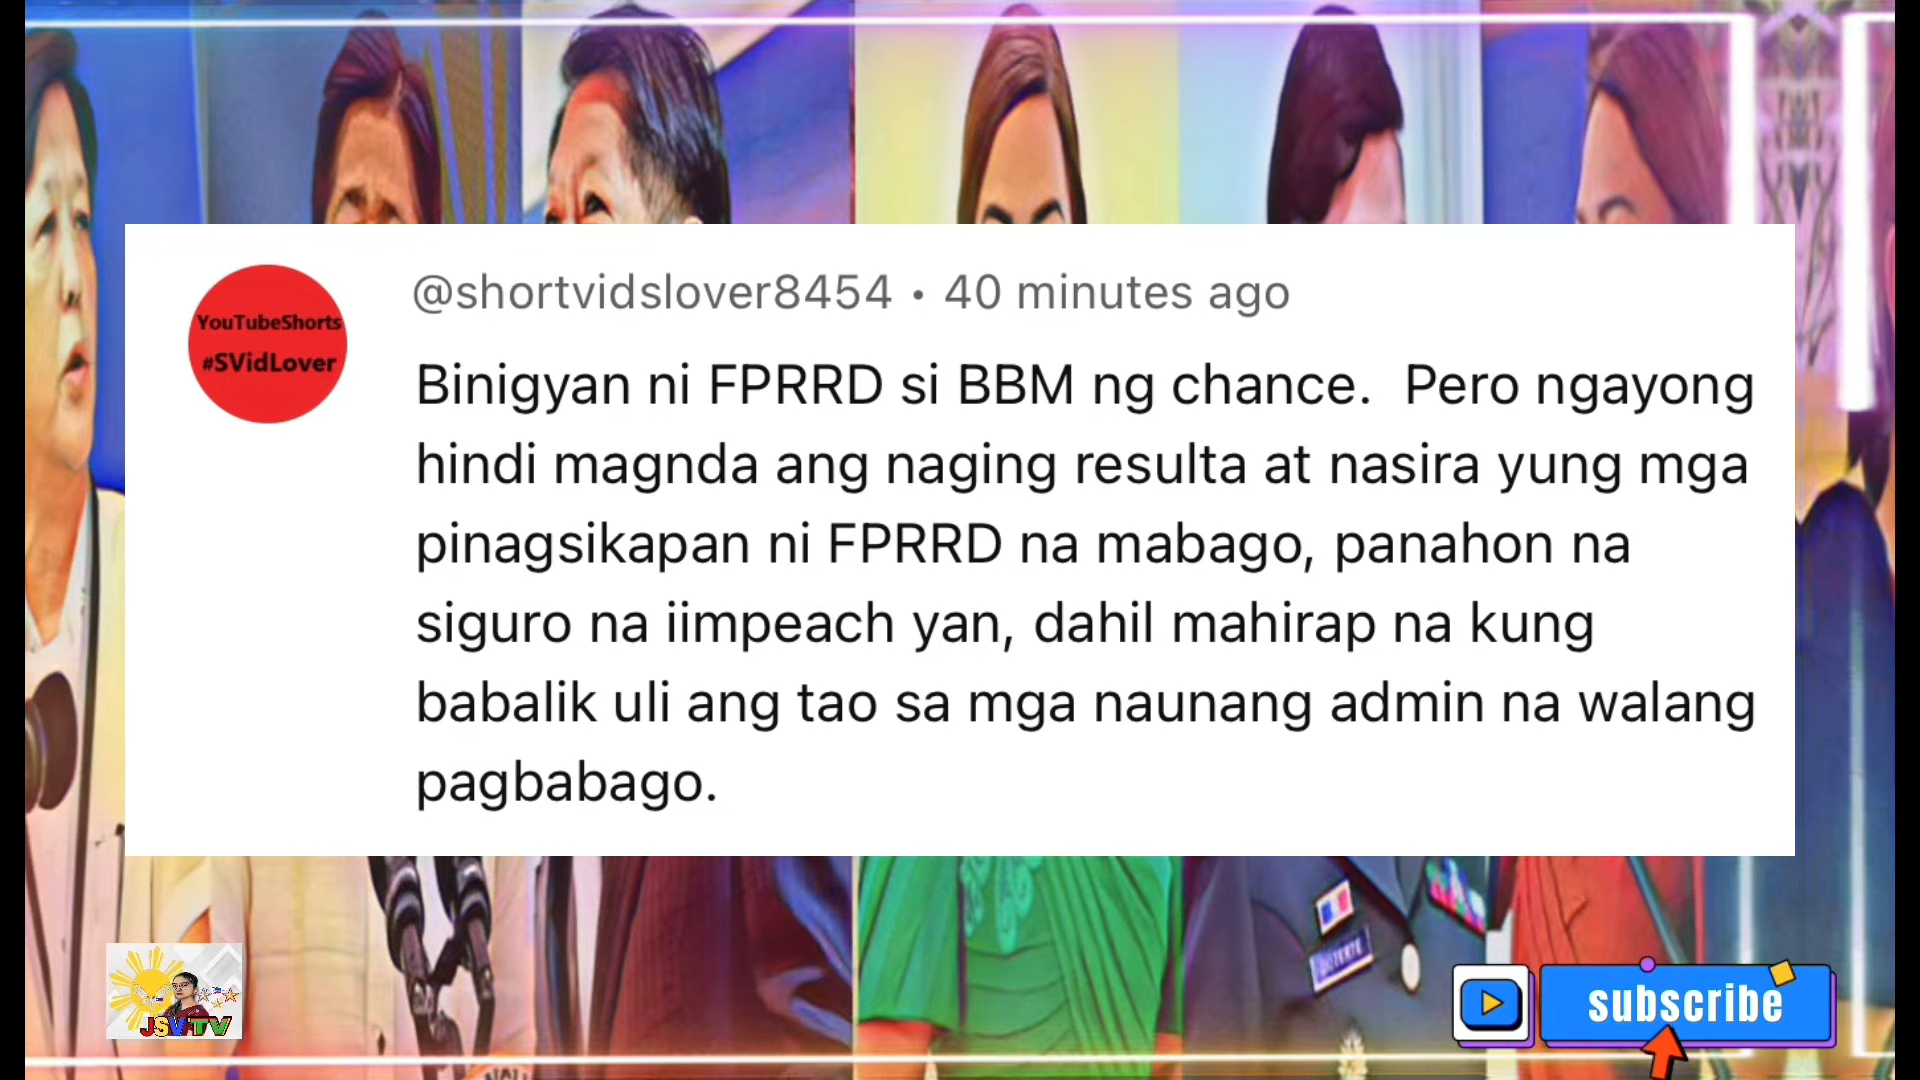 @shortvidslover8454 • 40 minutes ago
YouTubeShorts
#SVidLover
Binigyan ni FPRRD si BBM ng chance.  Pero ngayong
hindi magnda ang naging resulta at nasira yung mga
pinagsikapan ni FPRRD na mabago, panahon na
siguro na iimpeach yan, dahil mahirap na kung
babalik uli ang tao sa mga naunang admin na walang
pagbabago.
JSV TV
subscribe